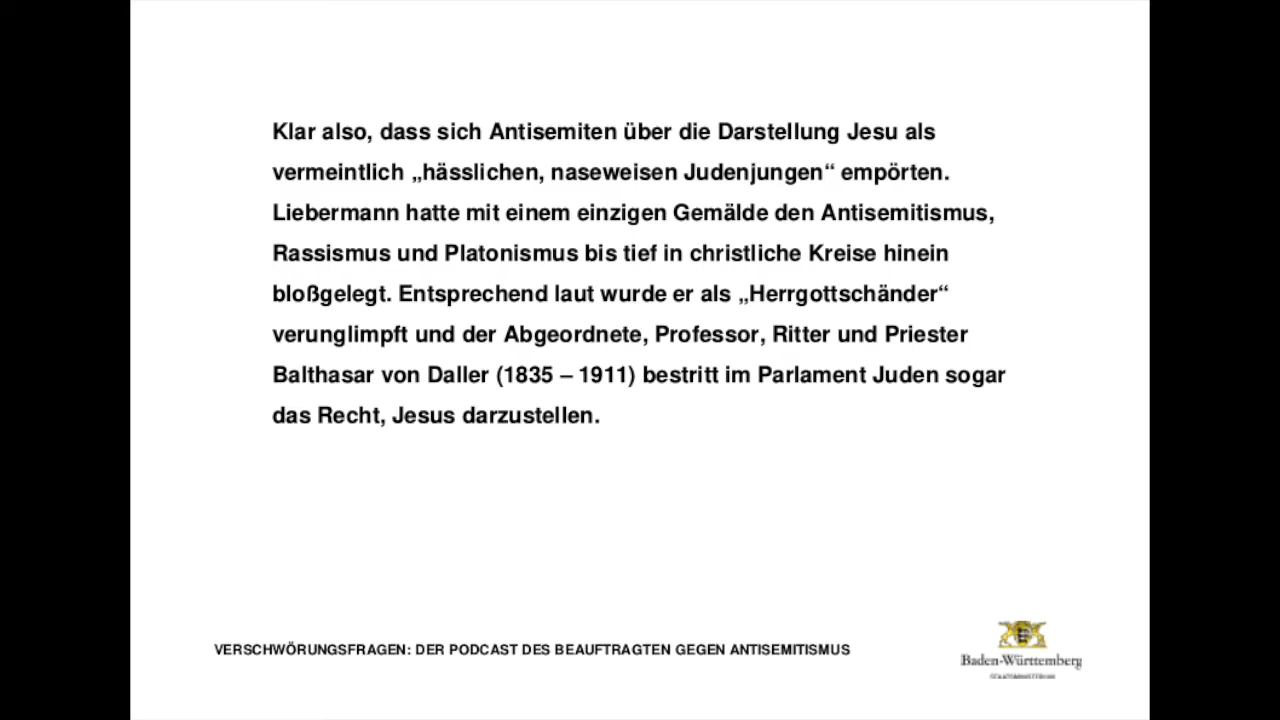 Klar also, dass sich Antisemiten über die Darstellung Jesu als
vermeintlich „hässlichen, naseweisen Judenjungen“ empörten.
Liebermann hatte mit einem einzigen Gemälde den Antisemitismus,
Rassismus und Platonismus bis tief in christliche Kreise hinein
bloßgelegt. Entsprechend laut wurde er als „Herrgottschänder“
verunglimpft und der Abgeordnete, Professor, Ritter und Priester
Balthasar von Daller (1835 – 1911) bestritt im Parlament Juden sogar
das Recht, Jesus darzustellen.
VERSCHWÖRUNGSFRAGEN: DER PODCAST DES BEAUFTRAGTEN GEGEN ANTISEMITISMUS
Baden-Württemberg
STAATSMINISTERIUM